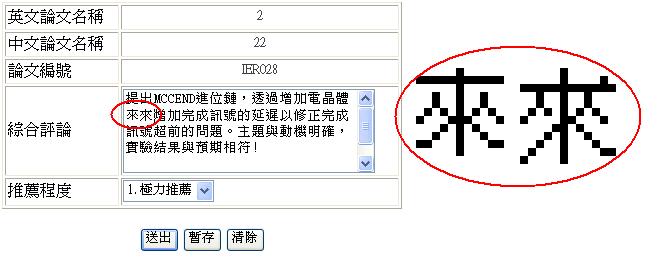 英文論文名稱 2
中文論文名稱 22
論文編號 IER028
綜合評論 提出MCCEND進位鏈，透過增加電晶體
來來增加完成訊號的延遲以修正完成
訊號超前的問題。主題與動機明確，
實驗結果與預期相符!
來來
推薦程度 1.極力推薦
送出 暫存 清除